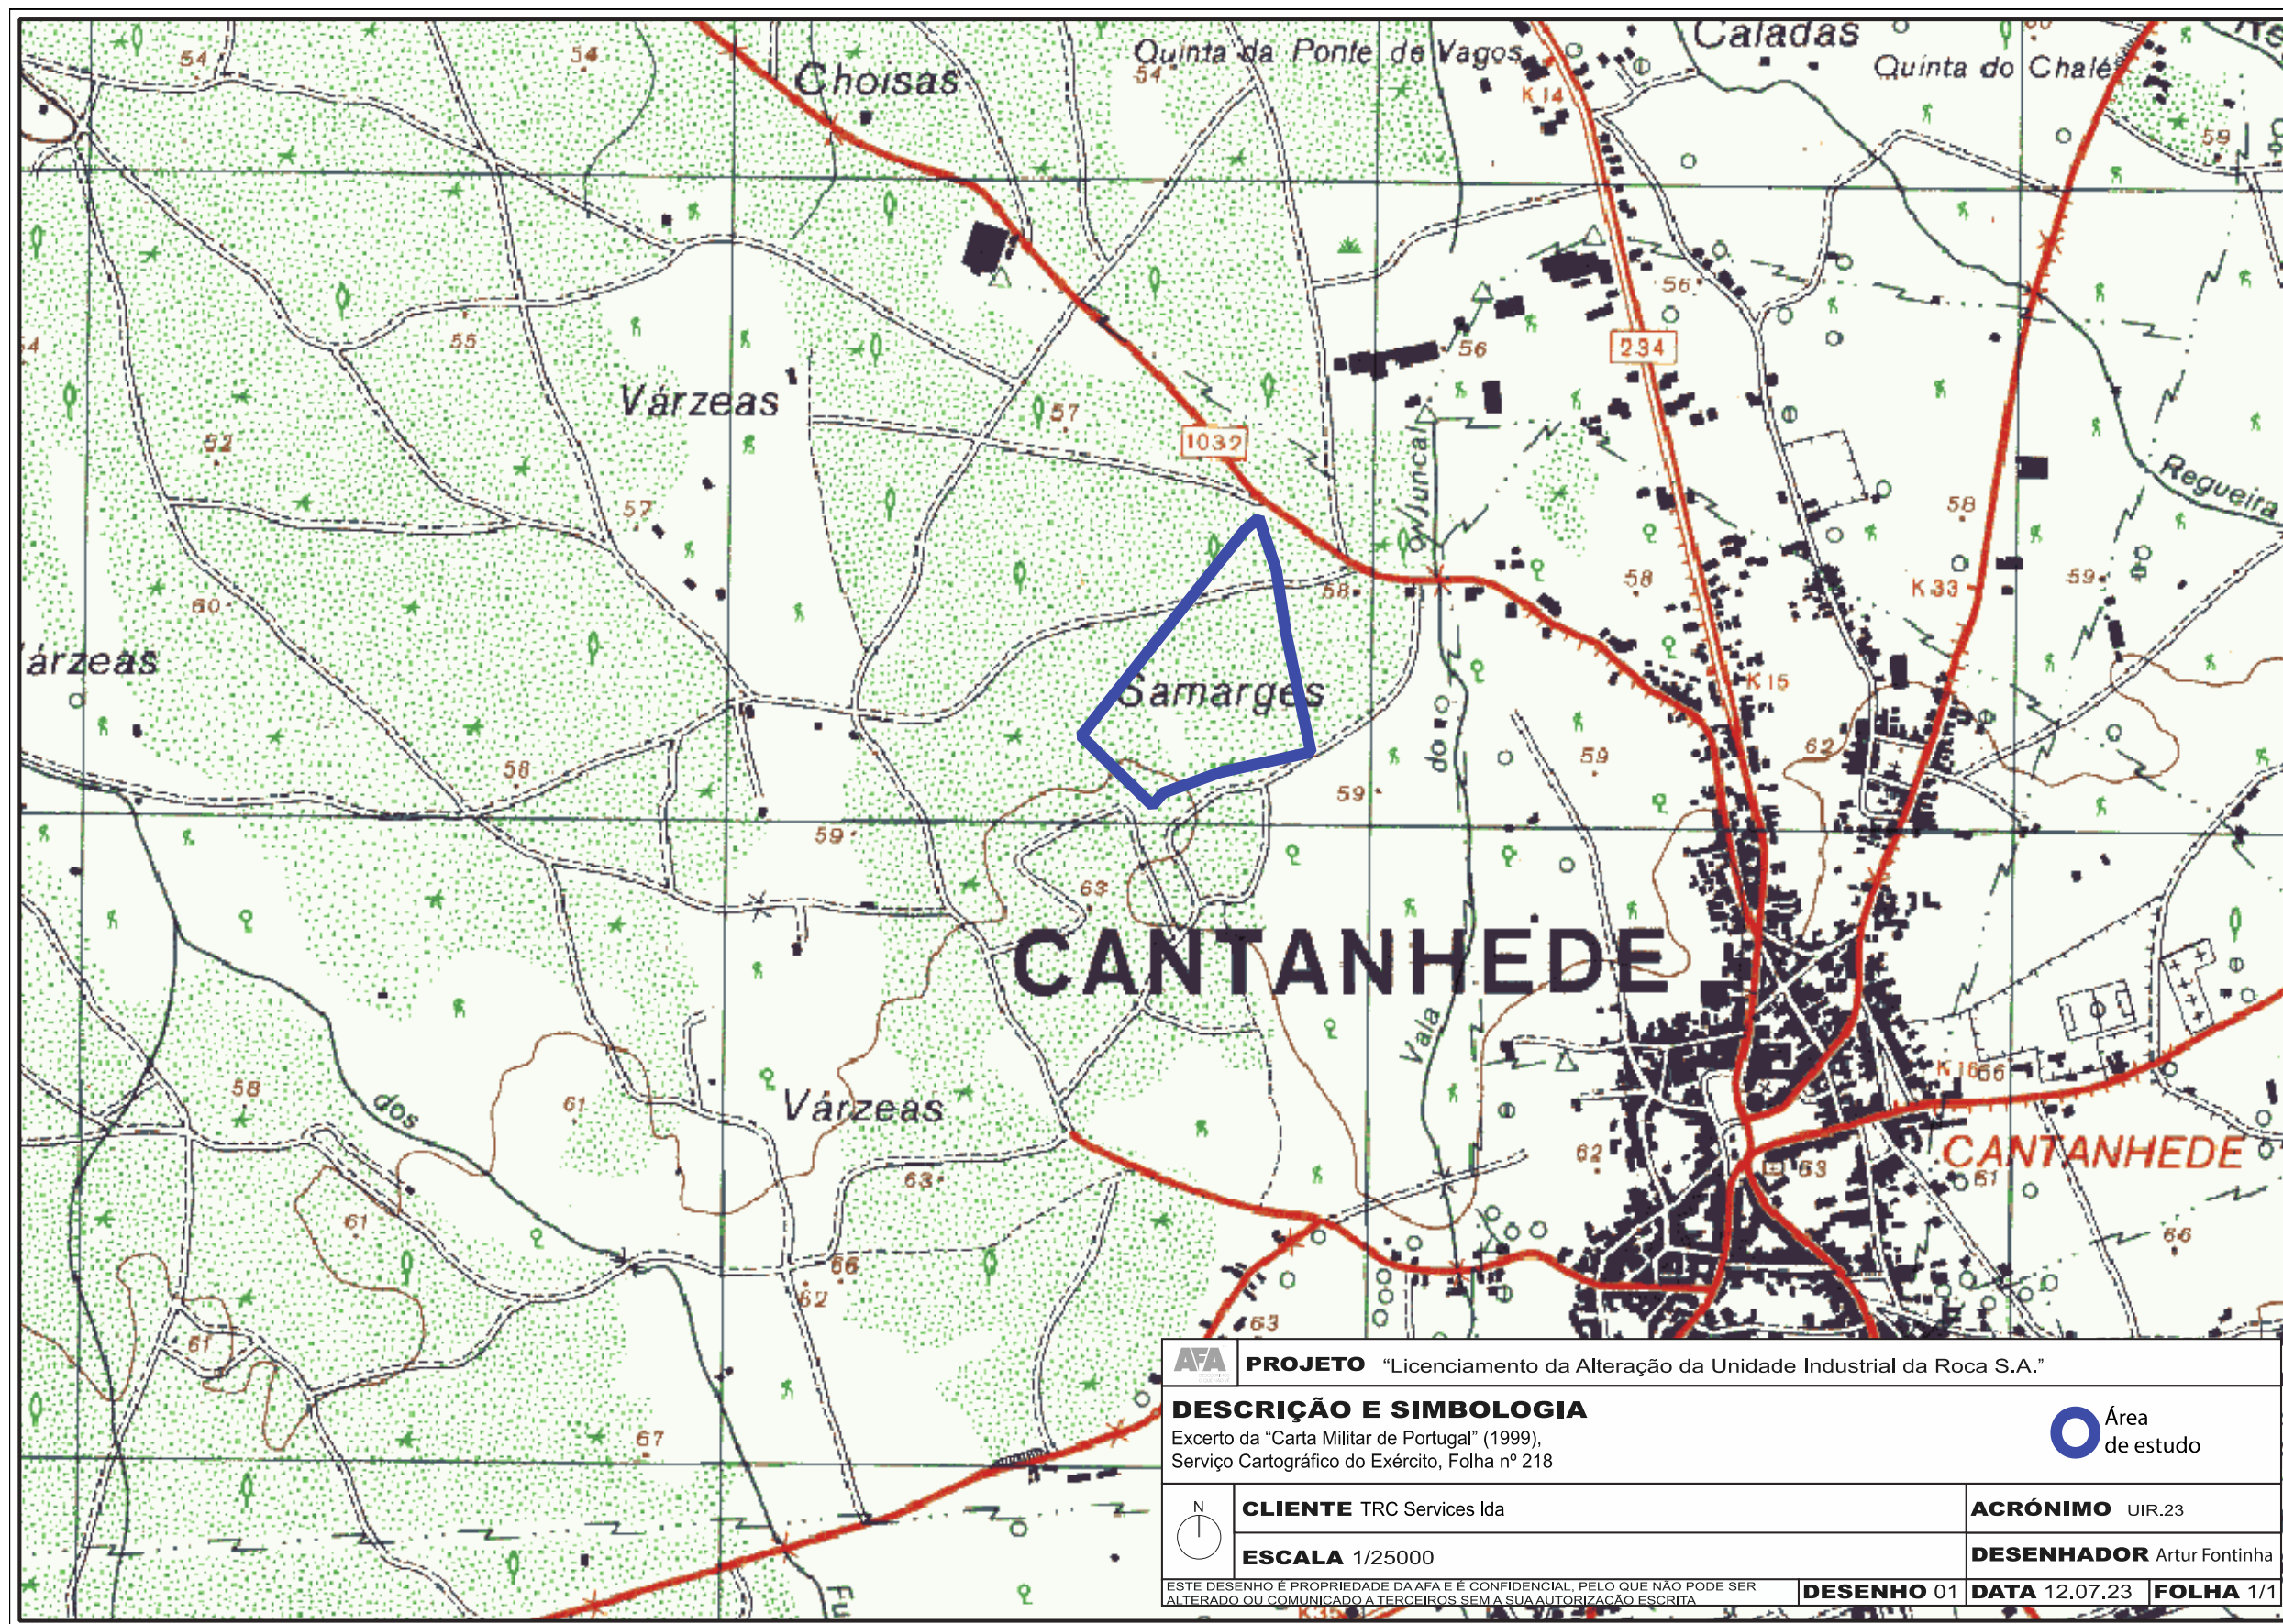 Caladas
Quinta da Ponte de Vagos
54
54
54
Quinta do Chalé
Choisas
K 14
59
56
234
55
56
Várzeas
57
1032
52
Juncal
Regueira
57
58
58
58
59
60
K 33
árzeas
K 15
Samarges
do
62
59
58
59
59
63
CANTANHEDE
Vala
K 16
66
58
dos
61
Várzeas
62
63
CANTANHEDE
61
63
61
66
66
62
61
63
67
Fu
K35
AFA
PROJETO “Licenciamento da Alteração da Unidade Industrial da Roca S.A.”
DESCRIÇÃO E SIMBOLOGIA
Excerto da “Carta Militar de Portugal” (1999),
Serviço Cartográfico do Exército, Folha nº 218
Área
de estudo
N
CLIENTE TRC Services lda
ACRÓNIMO UIR.23
ESCALA 1/25000
DESENHADOR Artur Fontinha
ESTE DESENHO É PROPRIEDADE DA AFA E É CONFIDENCIAL, PELO QUE NÃO PODE SER
ALTERADO OU COMUNICADO A TERCEIROS SEM A SUA AUTORIZAÇÃO ESCRITA
DESENHO 01 DATA 12.07.23 FOLHA 1/1